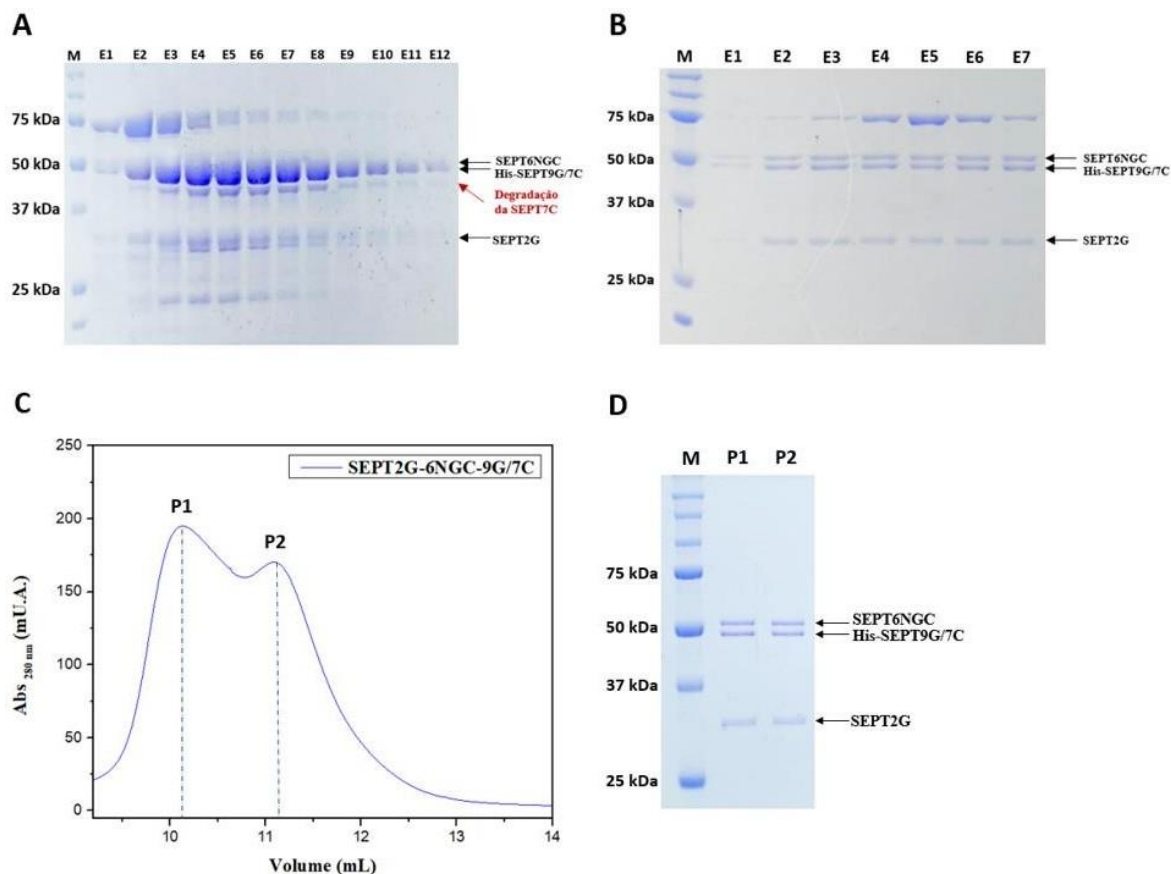 A
M E1 E2 E3 E4 E5 E6 E7 E8 E9 E10 E11 E12
75 kDa
50 kDa
37 kDa
25 kDa
SEPT6NGC
His-SEPT9G/7C
Degradação
da SEPT7C
SEPT2G
B
M E1 E2 E3 E4 E5 E6 E7
75 kDa
50 kDa
37 kDa
25 kDa
SEPT6NGC
His-SEPT9G/7C
SEPT2G
C
250
200
150
100
50
0
Abs 280 nm (mU.A.)
SEPT2G-6NGC-9G/7C
P1
P2
10 11 12 13 14
Volume (mL)
D
M P1 P2
75 kDa
50 kDa
37 kDa
25 kDa
SEPT6NGC
His-SEPT9G/7C
SEPT2G